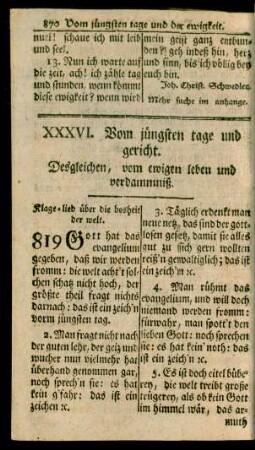 870 Vom jüngsten tage und der ewigkeit.
nuti! schaue ich mit leib
und seel.
13. Nun ich warte auf
die zeit, ach! ich zähle tag
und stunden, wenn kommt
diese ewigkeit? wenn wird
mein geist ganz entbun-
den? geh indeß hin, herz
und sinn, bis ich völlig bey
euch bin.
Joh. Christ. Schwedler.
Mehr suche im anhange.
XXXVI. Vom jüngsten tage und
gericht.
Desgleichen, vom ewigen leben und
verdammniß.
Klage-lied über die bosheit
der welt.
819 Gott hat das
evangelium
gegeben, daß wir werden
fromm: die welt acht't sol-
chen schatz nicht hoch, der
größte theil fragt nichts
darnach: das ist ein zeich'n
vorm jüngsten tag.
2. Man fragt nicht nach
der guten lehr, der geiz und
wucher nun vielmehr hat
überhand genommen gar,
noch sprech'n sie: es hat
kein g'fahr: das ist ein
zeichen ꝛc.
3. Täglich erdenkt man
neue netz, das sind der gott-
losen gesetz, damit sie alles
gut zu sich gern wollten
reiß'n gewaltiglich; das ist
ein zeich'n ꝛc.
4. Man rühmt das
evangelium, und will doch
niemand werden fromm:
fürwahr, man spott't den
lieben Gott: noch sprechen
sie: es hat kein' noth: das
ist ein zeich'n ꝛc.
5. Es ist doch eitel bübe-
rey, die welt treibt große
trügerey, als ob kein Gott
im himmel wär, das ar-
muth